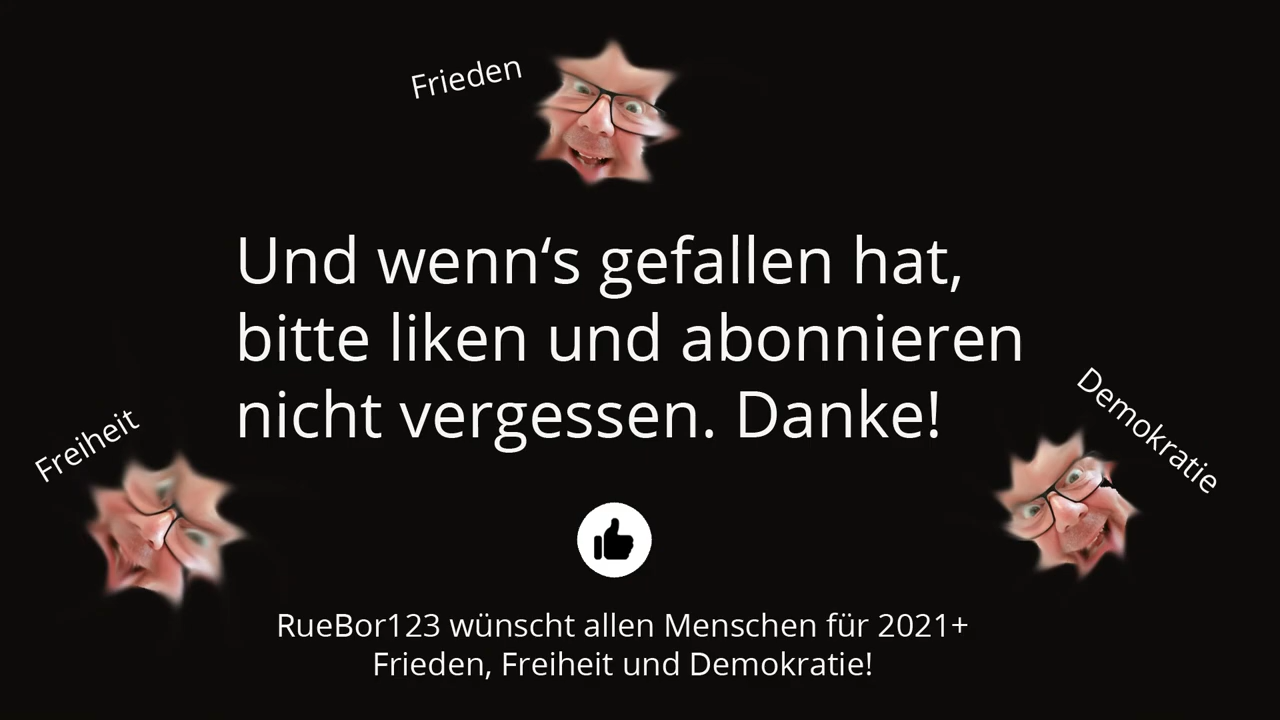 Frieden
Und wenn‘s gefallen hat,
bitte liken und abonnieren
nicht vergessen. Danke!
Freiheit
Demokratie
RueBor123 wünscht allen Menschen für 2021+
Frieden, Freiheit und Demokratie!